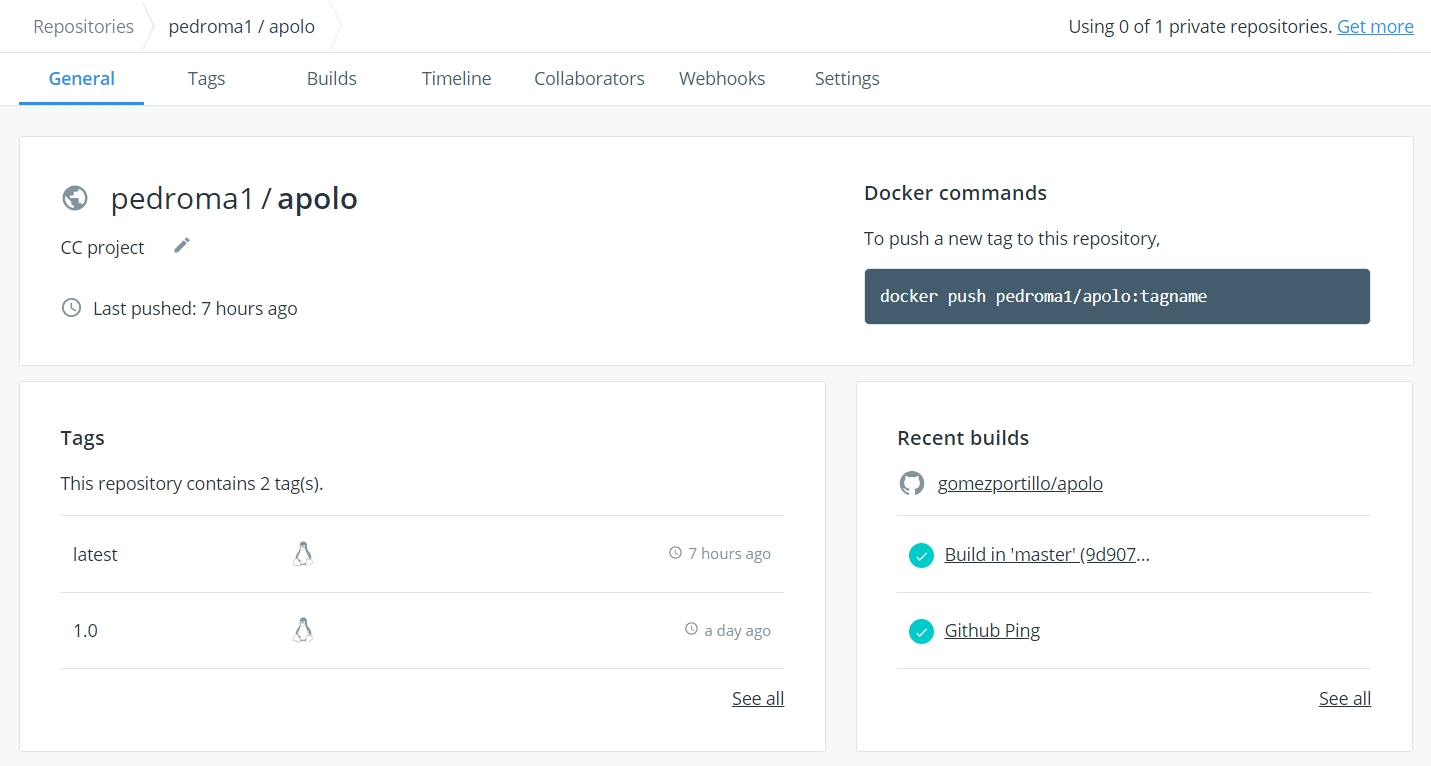 Repositories
pedroma1 / apolo
Using 0 of 1 private repositories. Get more
General
Tags
Builds
Timeline
Collaborators
Webhooks
Settings
pedroma1 / apolo
CC project
Last pushed: 7 hours ago
Docker commands
To push a new tag to this repository,
docker push pedroma1/apolo:tagname
Tags
This repository contains 2 tag(s).
latest
7 hours ago
1.0
a day ago
See all
Recent builds
gomezportillo/apolo
Build in 'master' (9d907...
Github Ping
See all